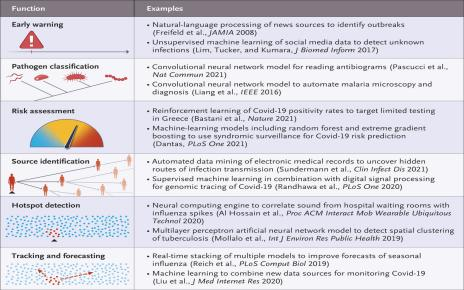 Function
Examples
Early warning
• Natural-language processing of news sources to identify outbreaks
(Freifeld et al., JAMIA 2008)
• Unsupervised machine learning of social media data to detect unknown
infections (Lim, Tucker, and Kumara, J Biomed Inform 2017)
Pathogen classification
• Convolutional neural network model for reading antibiograms (Pascucci et al.,
Nat Commun 2021)
• Convolutional neural network model to automate malaria microscopy and
diagnosis (Liang et al., IEEE 2016)
Risk assessment
• Reinforcement learning of Covid-19 positivity rates to target limited testing
in Greece (Bastani et al., Nature 2021)
• Machine-learning models including random forest and extreme gradient
boosting to use syndromic surveillance for Covid-19 risk prediction
(Dantas, PLoS One 2021)
Source identification
• Automated data mining of electronic medical records to uncover hidden
routes of infection transmission (Sundermann et al., Clin Infect Dis 2021)
• Supervised machine learning in combination with digital signal processing
for genomic tracing of Covid-19 (Randhawa et al., PLoS One 2020)
Hotspot detection
• Neural computing engine to correlate sound from hospital waiting rooms with
influenza spikes (Al Hossain et al., Proc ACM Interact Mob Wearable Ubiquitous
Technol 2020)
• Multilayer perceptron artificial neural network model to detect spatial clustering
of tuberculosis (Mollalo et al., Int J Environ Res Public Health 2019)
Tracking and forecasting
• Real-time stacking of multiple models to improve forecasts of seasonal
influenza (Reich et al., PLoS Comput Biol 2019)
• Machine learning to combine new data sources for monitoring Covid-19
(Liu et al., J Med Internet Res 2020)